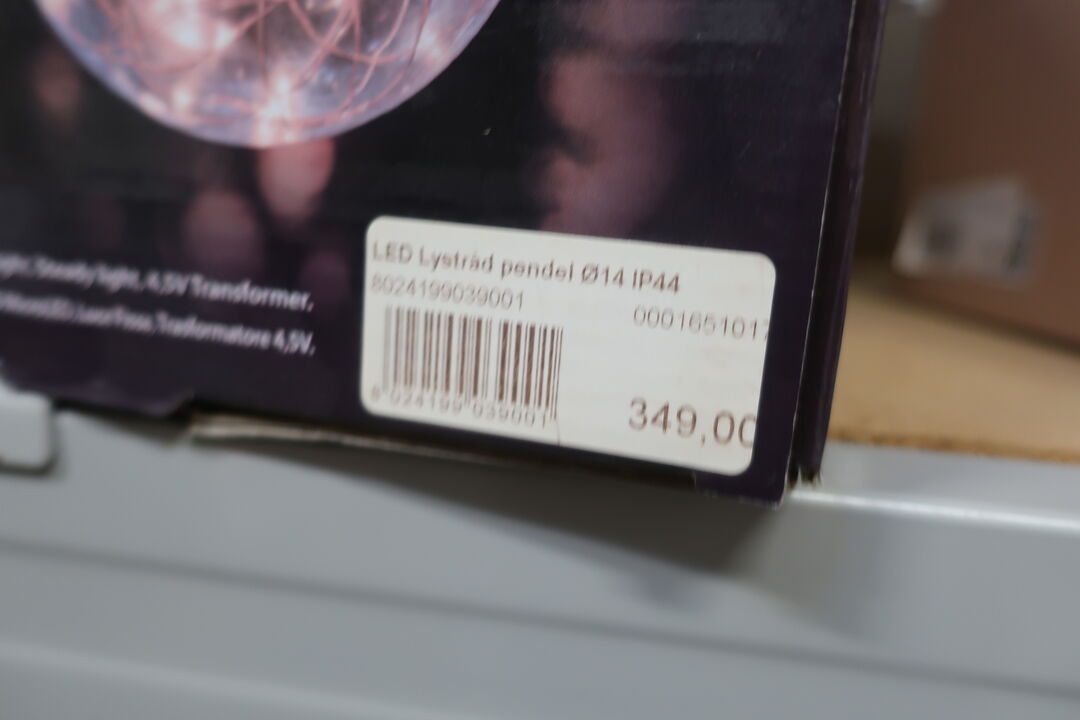 LED Lystråd pendel Ø14 IP44
8024199039001
0001651017
8 024199 039001
349,00
light, Steady light, 4,5V Transformer.
Trasformatore 4,5V,